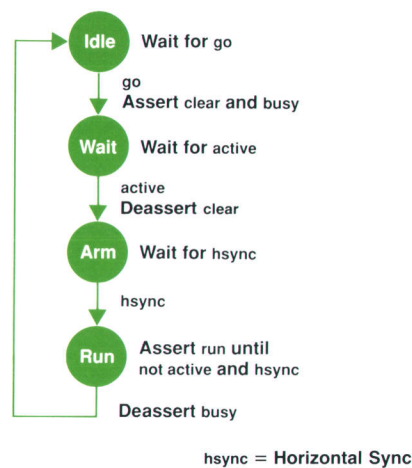 Idle Wait for go
go
Assert clear and busy
Wait Wait for active
active
Deassert clear
Arm Wait for hsync
hsync
Run Assert run until
not active and hsync
Deassert busy
hsync = Horizontal Sync